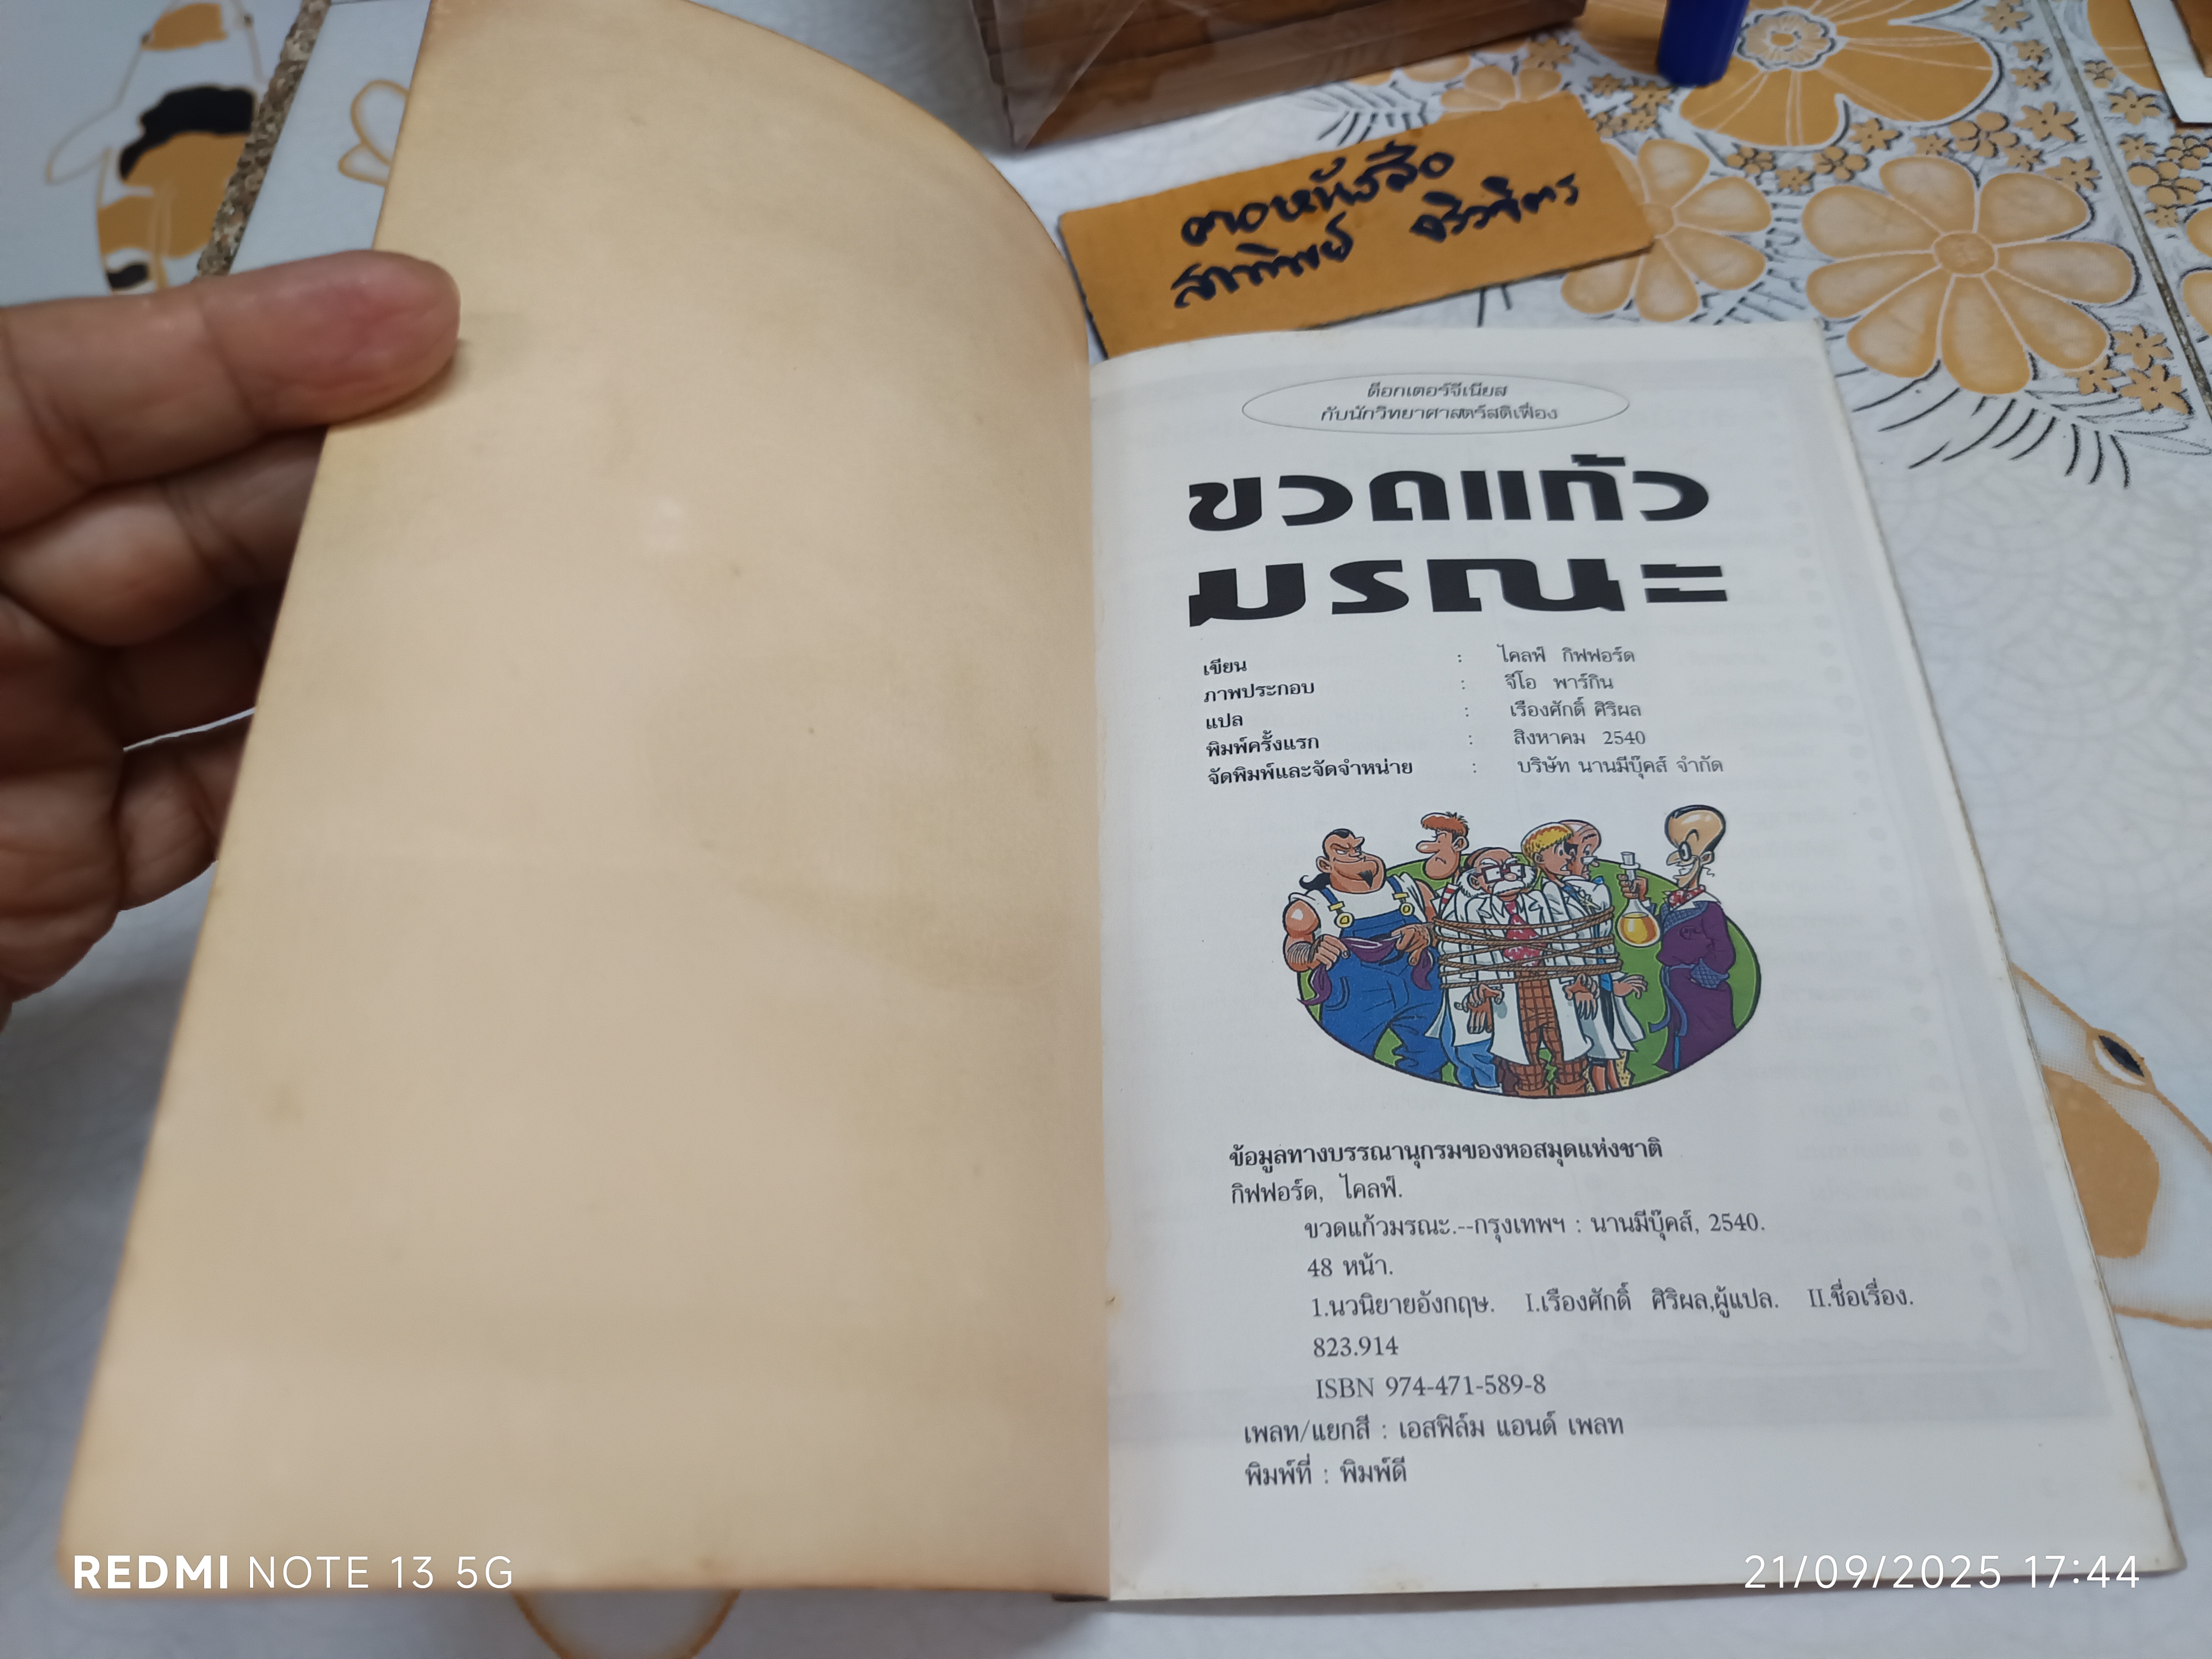 ตอหนังสือ
สาทิพย์
ด็อกเตอร์จีเนียส
กับนักวิทยาศาสตร์สติเฟื่อง
ขวดแก้ว
มรณะ
เขียน : ไคลฟ์ กิฟฟอร์ด
ภาพประกอบ : จีโอ พาร์กิน
แปล : เรืองศักดิ์ ศิริผล
พิมพ์ครั้งแรก : สิงหาคม 2540
จัดพิมพ์และจัดจำหน่าย : บริษัท นานมีบุ๊คส์ จำกัด
ข้อมูลทางบรรณานุกรมของหอสมุดแห่งชาติ
กิฟฟอร์ด, ไคลฟ์.
ขวดแก้วมรณะ.--กรุงเทพฯ : นานมีบุ๊คส์, 2540.
48 หน้า.
1.นวนิยายอังกฤษ. I.เรืองศักดิ์ ศิริผล,ผู้แปล. II.ชื่อเรื่อง.
823.914
ISBN 974-471-589-8
เพลท/แยกสี : เอสฟิล์ม แอนด์ เพลท
พิมพ์ที่ : พิมพ์ดี
REDMI NOTE 13 5G
21/09/2025 17:44